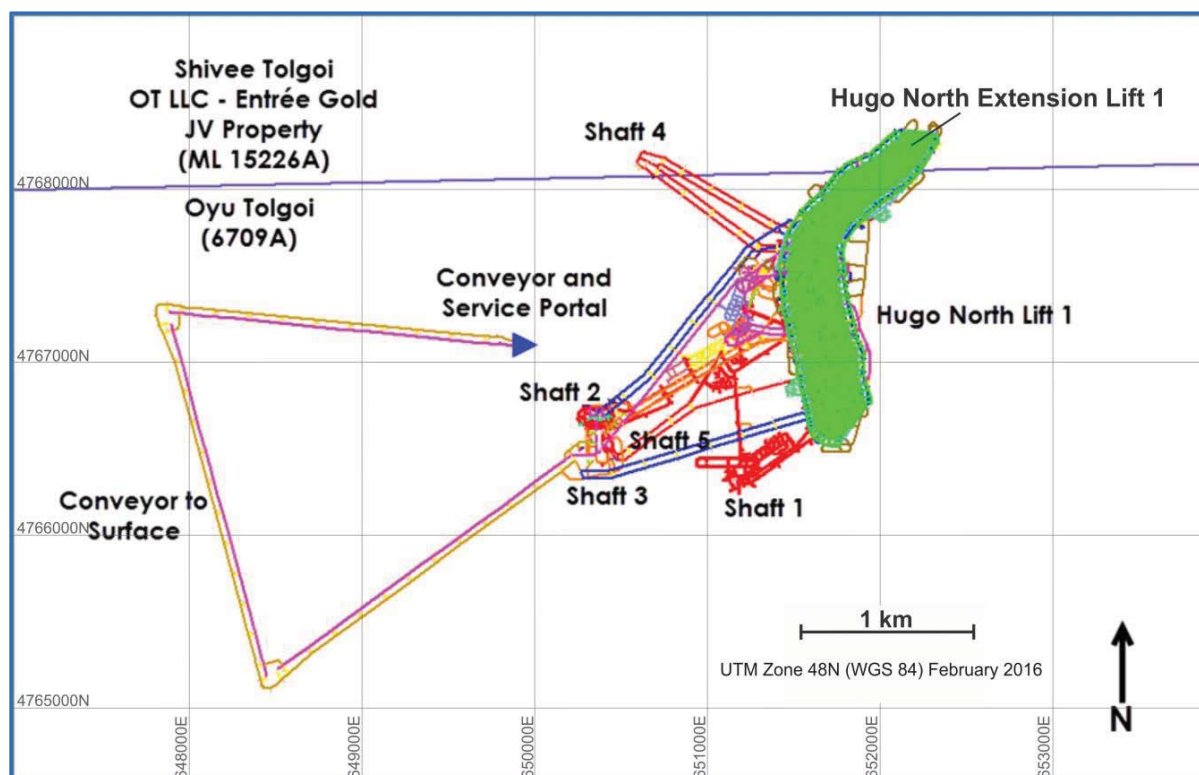 Shivee Tolgoi
OT LLC - Entrée Gold
JV Property
(ML 15226A)
Hugo North Extension Lift 1
Shaft 4
4768000N
Oyu Tolgoi
(6709A)
Conveyor and
Service Portal
Hugo North Lift 1
4767000N
Shaft 2
Shaft 5
Shaft 3
Shaft 1
Conveyor to
Surface
4766000N
1 km
UTM Zone 48N (WGS 84) February 2016
N
4765000N
648000E
649000E
650000E
651000E
652000E
653000E